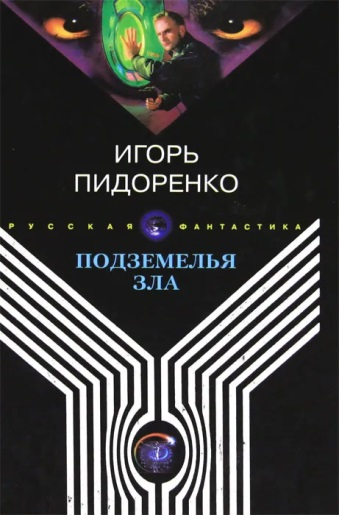 ИГОРЬ
ПИДОРЕНКО
РУССКАЯ ФАНТАСТИКА
ПОДЗЕМЕЛЬЯ
ЗЛА